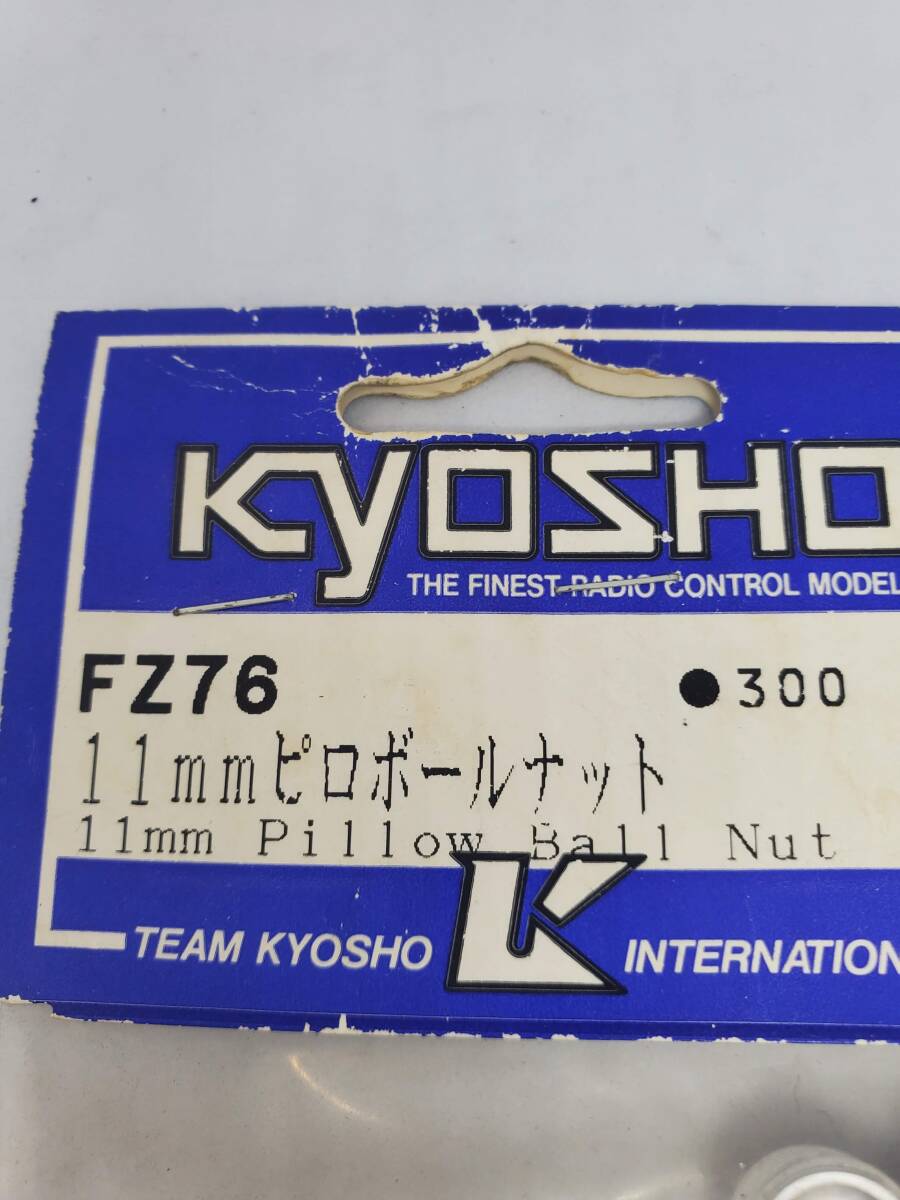 KYOSHO
THE FINEST RADIO CONTROL MODEL
FZ76 ●300
11mmピロボールナット
11mm Pillow Ball Nut
TEAM KYOSHO K INTERNATION